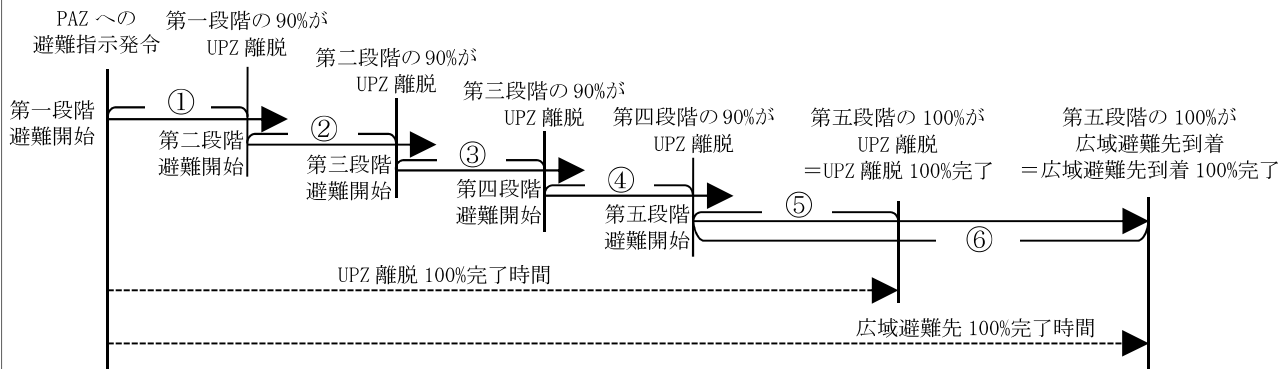 PAZ への
避難指示発令
第一段階の 90%が
UPZ 離脱
第二段階の 90%が
UPZ 離脱
第三段階の 90%が
UPZ 離脱
第四段階の 90%が
UPZ 離脱
第五段階の 100%が
UPZ 離脱
＝UPZ 離脱 100%完了
第五段階の 100%が
広域避難先到着
＝広域避難先到着 100%完了
第一段階
避難開始
①
第二段階
避難開始
②
第三段階
避難開始
③
第四段階
避難開始
④
第五段階
避難開始
⑤
⑥
UPZ 離脱 100%完了時間
広域避難先 100%完了時間